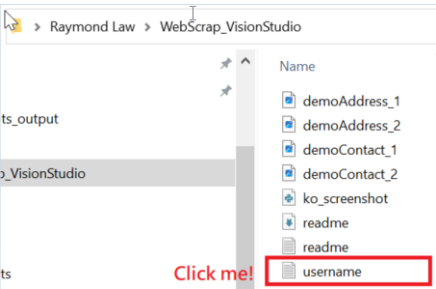 Raymond Law > WebScrap_VisionStudio
Name
ts_output
_VisionStudio
ts
demoAddress_1
demoAddress_2
demoContact_1
demoContact_2
ko_screenshot
readme
readme
username
Click me!